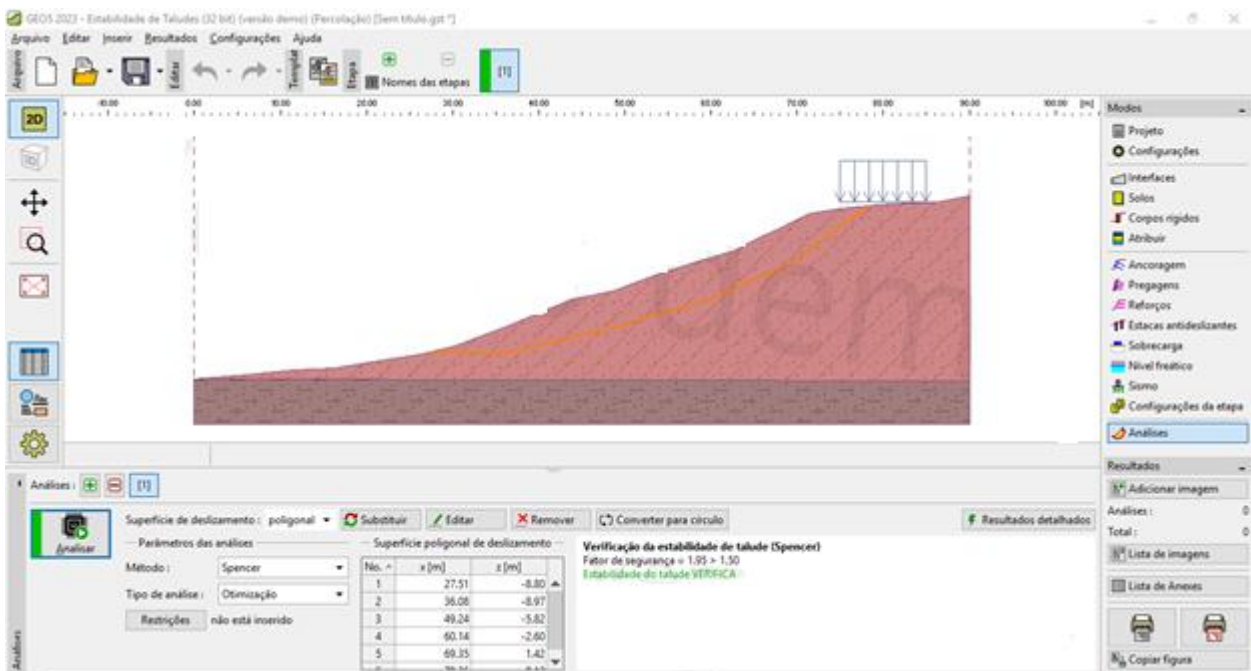 GEO5 2023 - Estabilidade de Taludes (32 bit) (versão demo) (Percolação) [Sem título.gst *]
Arquivo Editar Inserir Resultados Configurações Ajuda
Arquivo
Editar
Templat
Etapa
Nomes das etapas
[1]
2D
3D
0.00 10.00 20.00 30.00 40.00 50.00 60.00 70.00 80.00 90.00 100.00 [m]
dem
Modos
Projeto
Configurações
Interfaces
Solos
Corpos rígidos
Atribuir
Ancoragem
Pregagens
Reforços
Estacas antideslizantes
Sobrecarga
Nível freático
Sismo
Configurações da etapa
Análises
Resultados
Adicionar imagem
Análises : 0
Total : 0
Lista de imagens
Lista de Anexos
Copiar figura
Análises : [1]
Analisar
Superfície de deslizamento : poligonal Substituir Editar Remover Converter para círculo Resultados detalhados
Parâmetros das análises
Método : Spencer
Tipo de análise : Otimização
Restrições não está inserido
Superfície poligonal de deslizamento
No. x [m] z [m]
1 27.51 -8.80
2 36.08 -8.97
3 49.24 -5.82
4 60.14 -2.60
5 69.35 1.42
Verificação da estabilidade de talude (Spencer)
Fator de segurança = 1.95 > 1.50
Estabilidade do talude VERIFICA
Análises